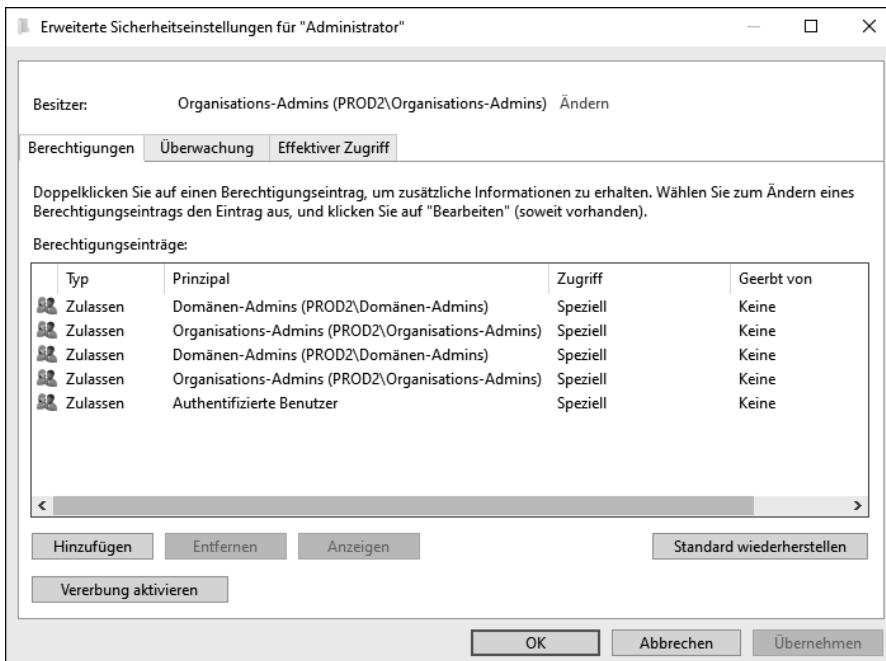 Erweiterte Sicherheitseinstellungen für "Administrator"
Besitzer: Organisations-Admins (PROD2\Organisations-Admins) Ändern
Berechtigungen Überwachung Effektiver Zugriff
Doppelklicken Sie auf einen Berechtigungseintrag, um zusätzliche Informationen zu erhalten. Wählen Sie zum Ändern eines
Berechtigungseintrags den Eintrag aus, und klicken Sie auf "Bearbeiten" (soweit vorhanden).
Berechtigungseinträge:
Typ Prinzipal Zugriff Geerbt von
Zulassen Domänen-Admins (PROD2\Domänen-Admins) Speziell Keine
Zulassen Organisations-Admins (PROD2\Organisations-Admins) Speziell Keine
Zulassen Domänen-Admins (PROD2\Domänen-Admins) Speziell Keine
Zulassen Organisations-Admins (PROD2\Organisations-Admins) Speziell Keine
Zulassen Authentifizierte Benutzer Speziell Keine
Hinzufügen Entfernen Anzeigen Standard wiederherstellen
Vererbung aktivieren
OK Abbrechen Übernehmen